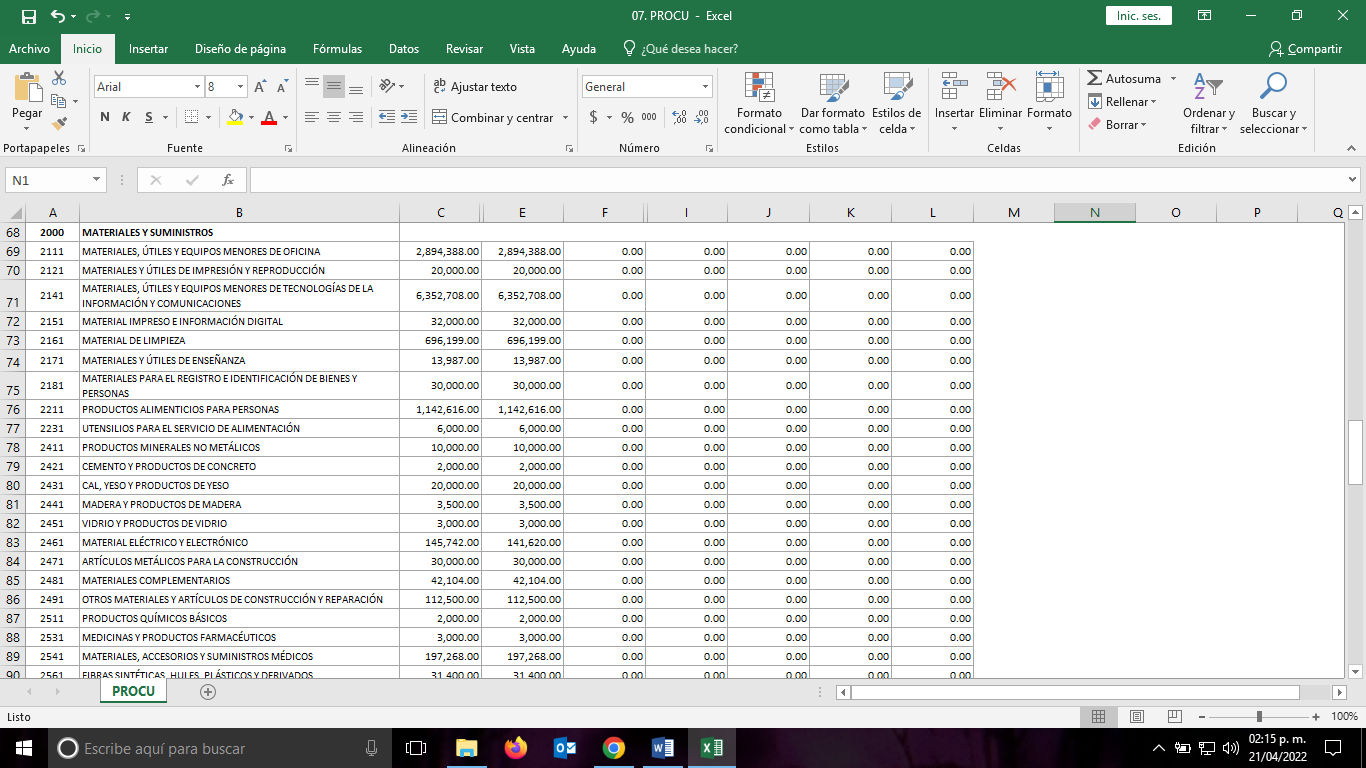 07. PROCU - Excel
Inic. ses.
Archivo Inicio Insertar Diseño de página Fórmulas Datos Revisar Vista Ayuda ¿Qué desea hacer? Compartir
Pegar
Arial 8
N K S
Ajustar texto
Combinar y centrar
General
$ % 000
Formato condicional
Dar formato como tabla
Estilos de celda
Insertar Eliminar Formato
Autosuma
Rellenar
Borrar
Ordenar y filtrar
Buscar y seleccionar
Portapapeles Fuente Alineación Número Estilos Celdas Edición
N1 fx
A B C E F I J K L M N O P Q
68 2000 MATERIALES Y SUMINISTROS
69 2111 MATERIALES, ÚTILES Y EQUIPOS MENORES DE OFICINA 2,894,388.00 2,894,388.00 0.00 0.00 0.00 0.00 0.00
70 2121 MATERIALES Y ÚTILES DE IMPRESIÓN Y REPRODUCCIÓN 20,000.00 20,000.00 0.00 0.00 0.00 0.00 0.00
71 2141 MATERIALES, ÚTILES Y EQUIPOS MENORES DE TECNOLOGÍAS DE LA
INFORMACIÓN Y COMUNICACIONES 6,352,708.00 6,352,708.00 0.00 0.00 0.00 0.00 0.00
72 2151 MATERIAL IMPRESO E INFORMACIÓN DIGITAL 32,000.00 32,000.00 0.00 0.00 0.00 0.00 0.00
73 2161 MATERIAL DE LIMPIEZA 696,199.00 696,199.00 0.00 0.00 0.00 0.00 0.00
74 2171 MATERIALES Y ÚTILES DE ENSEÑANZA 13,987.00 13,987.00 0.00 0.00 0.00 0.00 0.00
75 2181 MATERIALES PARA EL REGISTRO E IDENTIFICACIÓN DE BIENES Y
PERSONAS 30,000.00 30,000.00 0.00 0.00 0.00 0.00 0.00
76 2211 PRODUCTOS ALIMENTICIOS PARA PERSONAS 1,142,616.00 1,142,616.00 0.00 0.00 0.00 0.00 0.00
77 2231 UTENSILIOS PARA EL SERVICIO DE ALIMENTACIÓN 6,000.00 6,000.00 0.00 0.00 0.00 0.00 0.00
78 2411 PRODUCTOS MINERALES NO METÁLICOS 10,000.00 10,000.00 0.00 0.00 0.00 0.00 0.00
79 2421 CEMENTO Y PRODUCTOS DE CONCRETO 2,000.00 2,000.00 0.00 0.00 0.00 0.00 0.00
80 2431 CAL, YESO Y PRODUCTOS DE YESO 20,000.00 20,000.00 0.00 0.00 0.00 0.00 0.00
81 2441 MADERA Y PRODUCTOS DE MADERA 3,500.00 3,500.00 0.00 0.00 0.00 0.00 0.00
82 2451 VIDRIO Y PRODUCTOS DE VIDRIO 3,000.00 3,000.00 0.00 0.00 0.00 0.00 0.00
83 2461 MATERIAL ELÉCTRICO Y ELECTRÓNICO 145,742.00 141,620.00 0.00 0.00 0.00 0.00 0.00
84 2471 ARTÍCULOS METÁLICOS PARA LA CONSTRUCCIÓN 30,000.00 30,000.00 0.00 0.00 0.00 0.00 0.00
85 2481 MATERIALES COMPLEMENTARIOS 42,104.00 42,104.00 0.00 0.00 0.00 0.00 0.00
86 2491 OTROS MATERIALES Y ARTÍCULOS DE CONSTRUCCIÓN Y REPARACIÓN 112,500.00 112,500.00 0.00 0.00 0.00 0.00 0.00
87 2511 PRODUCTOS QUÍMICOS BÁSICOS 2,000.00 2,000.00 0.00 0.00 0.00 0.00 0.00
88 2531 MEDICINAS Y PRODUCTOS FARMACÉUTICOS 3,000.00 3,000.00 0.00 0.00 0.00 0.00 0.00
89 2541 MATERIALES, ACCESORIOS Y SUMINISTROS MÉDICOS 197,268.00 197,268.00 0.00 0.00 0.00 0.00 0.00
90 2561 FIBRAS SINTÉTICAS, HULES, PLÁSTICOS Y DERIVADOS 31,400.00 31,400.00 0.00 0.00 0.00 0.00 0.00
PROCU
Listo 100%
Escribe aquí para buscar
02:15 p. m.
21/04/2022